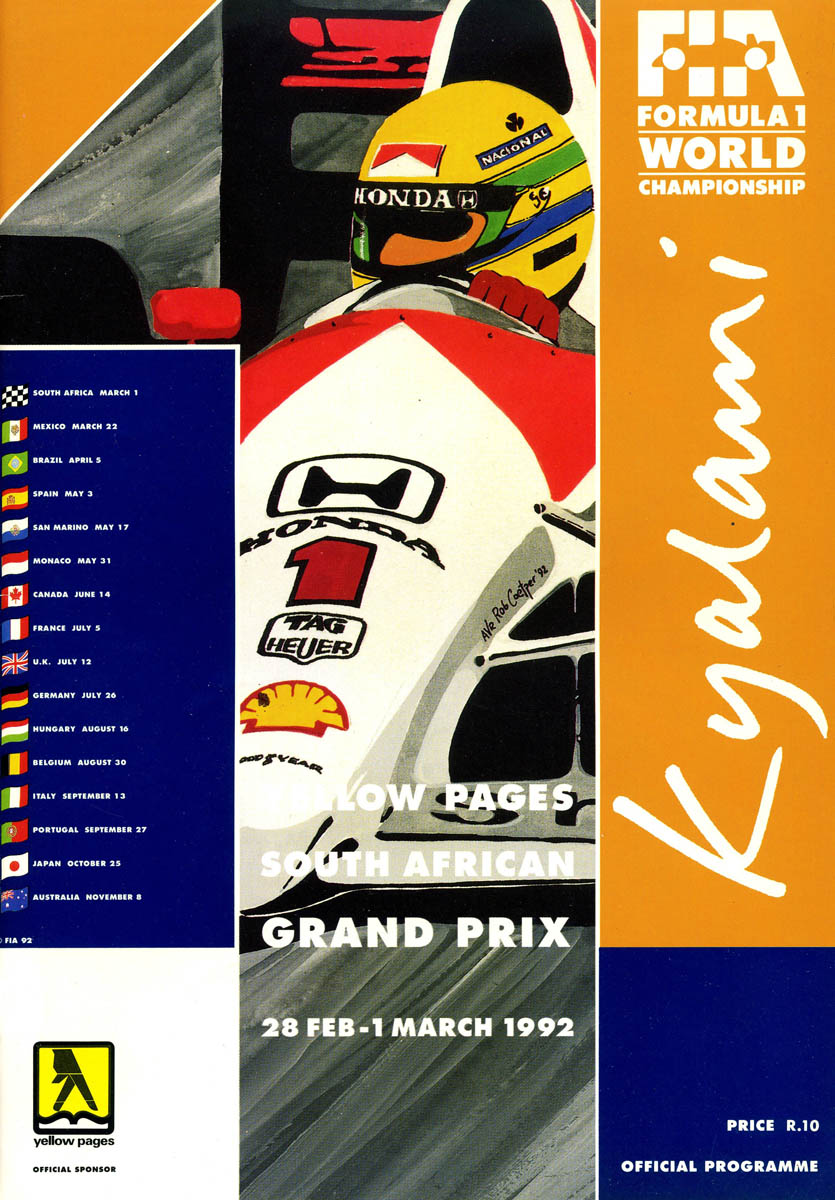 FIA
FORMULA 1
WORLD
CHAMPIONSHIP
Kyalami
NACIONAL
HONDA
SG
SOUTH AFRICA MARCH 1
MEXICO MARCH 22
BRAZIL APRIL 5
SPAIN MAY 3
SAN MARINO MAY 17
MONACO MAY 31
CANADA JUNE 14
FRANCE JULY 5
U.K. JULY 12
GERMANY JULY 26
HUNGARY AUGUST 16
BELGIUM AUGUST 30
ITALY SEPTEMBER 13
PORTUGAL SEPTEMBER 27
JAPAN OCTOBER 25
AUSTRALIA NOVEMBER 8
FIA 92
HONDA
1
TAG
HEUER
GOODYEAR
YELLOW PAGES
SOUTH AFRICAN
GRAND PRIX
28 FEB-1 MARCH 1992
yellow pages
OFFICIAL SPONSOR
PRICE R.10
OFFICIAL PROGRAMME